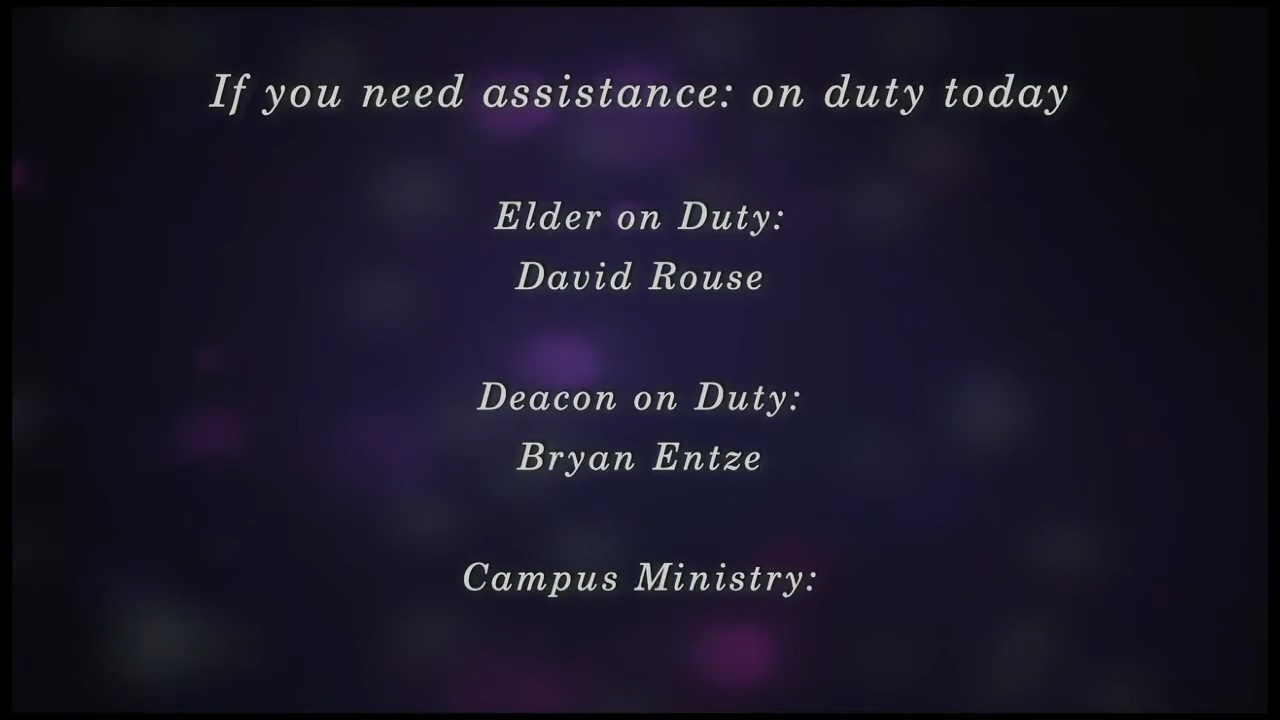 If you need assistance: on duty today
Elder on Duty:
David Rouse
Deacon on Duty:
Bryan Entze
Campus Ministry: